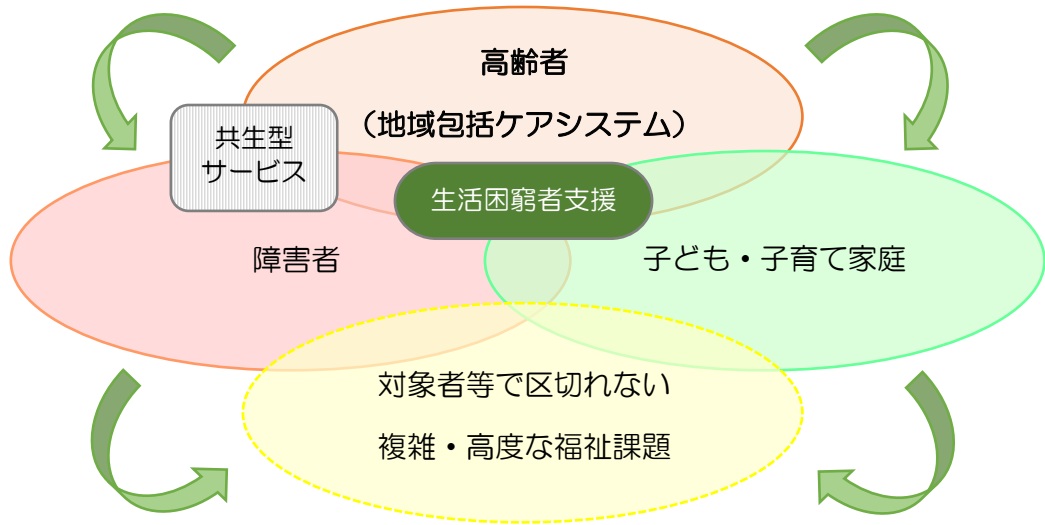 高齢者
（地域包括ケアシステム）
共生型
サービス
生活困窮者支援
障害者
子ども・子育て家庭
対象者等で区切れない
複雑・高度な福祉課題